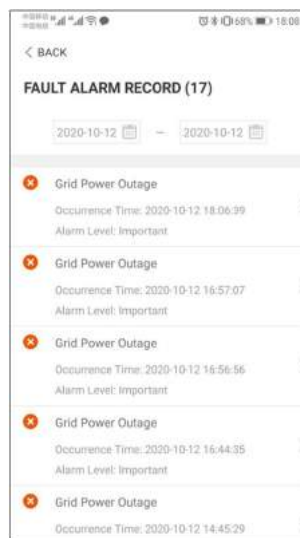 68% 18:08
< BACK
FAULT ALARM RECORD (17)
2020-10-12 – 2020-10-12
Grid Power Outage
Occurrence Time: 2020-10-12 18:06:39
Alarm Level: Important
Grid Power Outage
Occurrence Time: 2020-10-12 16:57:07
Alarm Level: Important
Grid Power Outage
Occurrence Time: 2020-10-12 16:56:56
Alarm Level: Important
Grid Power Outage
Occurrence Time: 2020-10-12 16:44:35
Alarm Level: Important
Grid Power Outage
Occurrence Time: 2020-10-12 14:45:29